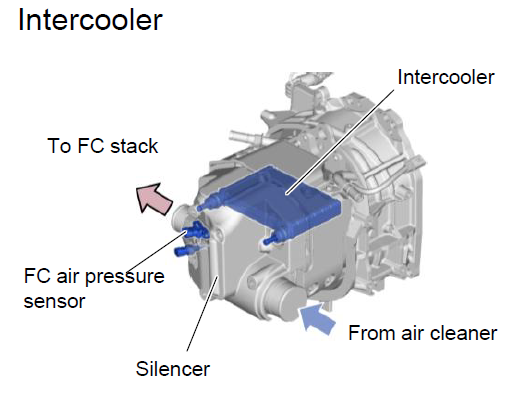 Intercooler
Intercooler
To FC stack
FC air pressure
sensor
From air cleaner
Silencer